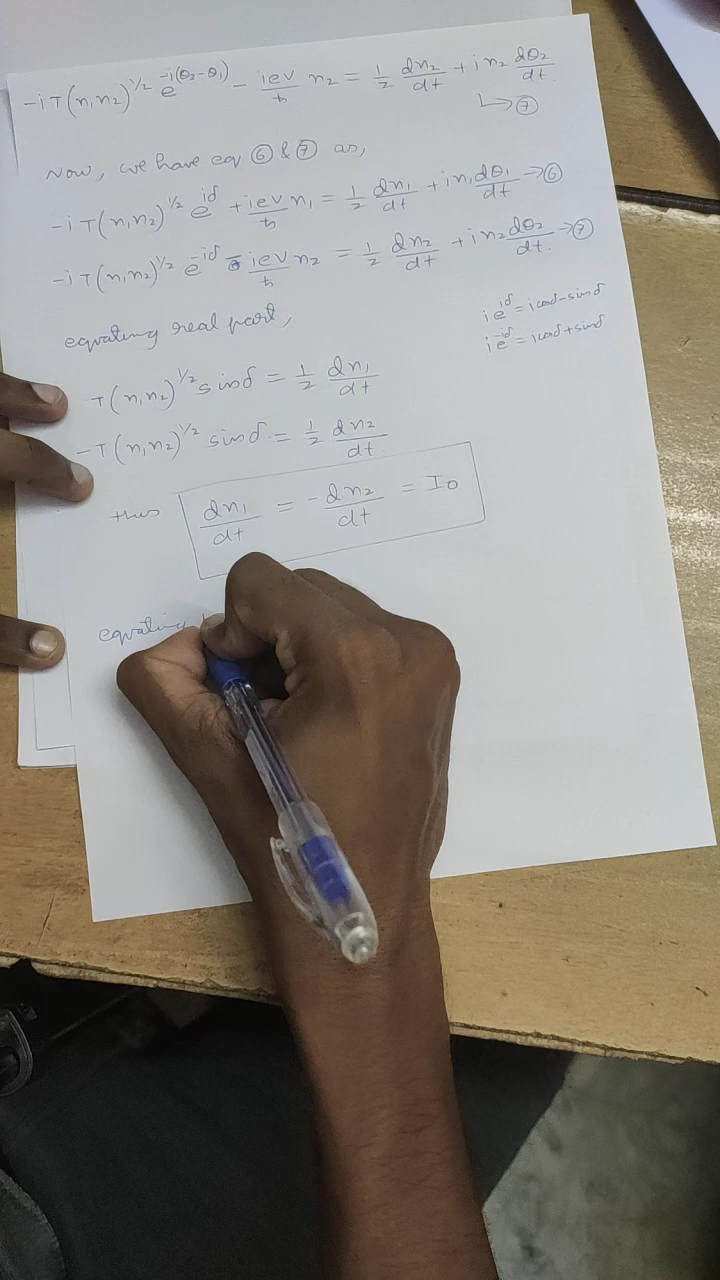 -iT(n₁n₂)^1/2 e^-i(θ₂-θ₁) - iev/ħ n₂ = 1/2 dn₂/dt + in₂ dθ₂/dt
↳ ⑦
Now, we have eq ⑥ & ⑦ as,
-iT(n₁n₂)^1/2 e^iδ + iev/ħ n₁ = 1/2 dn₁/dt + in₁ dθ₁/dt → ⑥
-iT(n₁n₂)^1/2 e^-iδ - iev/ħ n₂ = 1/2 dn₂/dt + in₂ dθ₂/dt. → ⑦
equating real part,
ie^iδ = icosδ - sinδ
ie^-iδ = icosδ + sinδ
T(n₁n₂)^1/2 sinδ = 1/2 dn₁/dt
-T(n₁n₂)^1/2 sinδ = 1/2 dn₂/dt
thus dn₁/dt = -dn₂/dt = I₀
equating